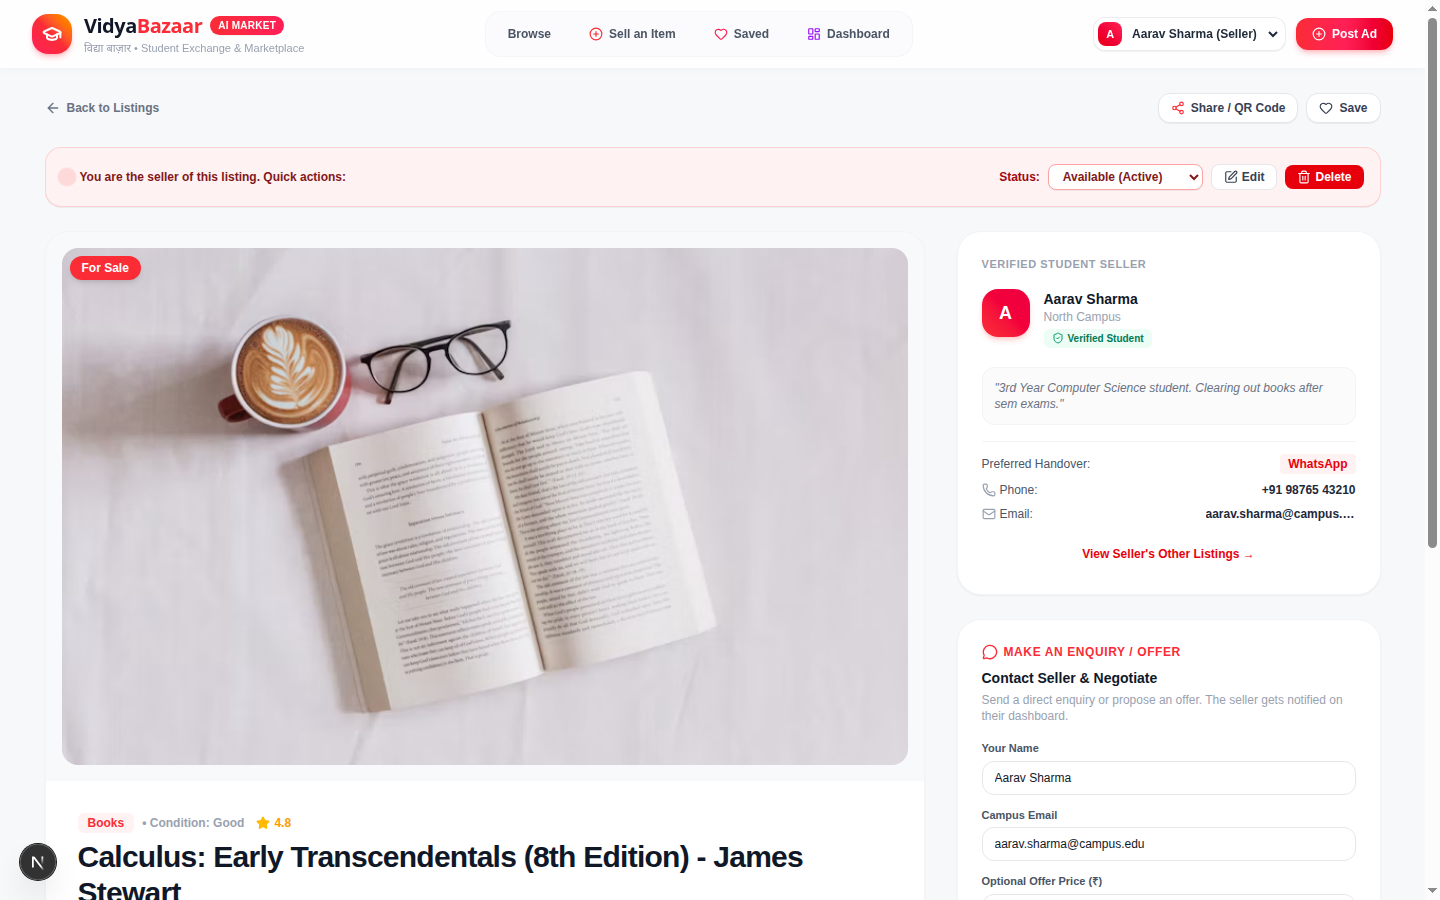 VidyaBazaar AI MARKET
विद्या बाज़ार • Student Exchange & Marketplace
Browse
Sell an Item
Saved
Dashboard
A
Aarav Sharma (Seller)
Post Ad
Back to Listings
Share / QR Code
Save
You are the seller of this listing. Quick actions:
Status:
Available (Active)
Edit
Delete
For Sale
VERIFIED STUDENT SELLER
A
Aarav Sharma
North Campus
Verified Student
"3rd Year Computer Science student. Clearing out books after
sem exams."
Preferred Handover:
WhatsApp
Phone:
+91 98765 43210
Email:
aarav.sharma@campus....
View Seller's Other Listings →
MAKE AN ENQUIRY / OFFER
Contact Seller & Negotiate
Send a direct enquiry or propose an offer. The seller gets notified on
their dashboard.
Your Name
Aarav Sharma
Campus Email
aarav.sharma@campus.edu
Optional Offer Price (₹)
Books
• Condition: Good
4.8
Calculus: Early Transcendentals (8th Edition) - James
Stewart
N